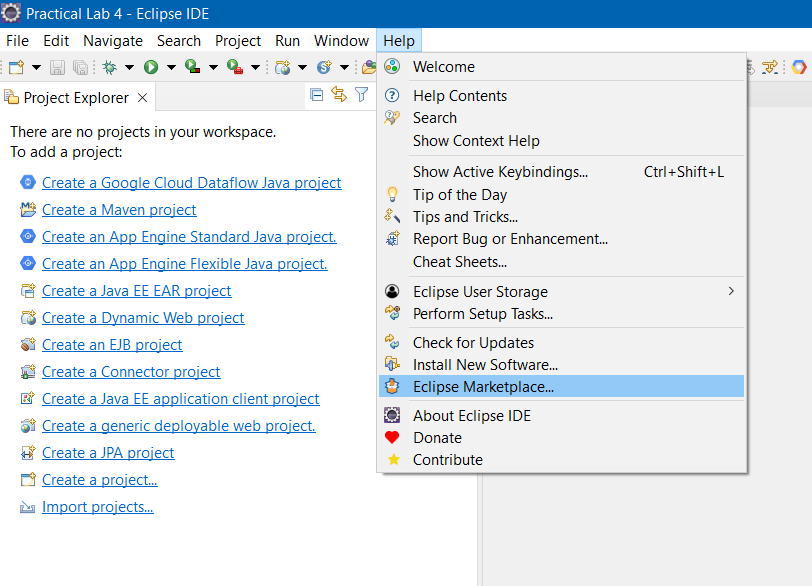 Practical Lab 4 - Eclipse IDE
File Edit Navigate Search Project Run Window Help
Project Explorer
There are no projects in your workspace.
To add a project:
Create a Google Cloud Dataflow Java project
Create a Maven project
Create an App Engine Standard Java project.
Create an App Engine Flexible Java project.
Create a Java EE EAR project
Create a Dynamic Web project
Create an EJB project
Create a Connector project
Create a Java EE application client project
Create a generic deployable web project.
Create a JPA project
Create a project...
Import projects...
Welcome
Help Contents
Search
Show Context Help
Show Active Keybindings... Ctrl+Shift+L
Tip of the Day
Tips and Tricks...
Report Bug or Enhancement...
Cheat Sheets...
Eclipse User Storage
Perform Setup Tasks...
Check for Updates
Install New Software...
Eclipse Marketplace...
About Eclipse IDE
Donate
Contribute